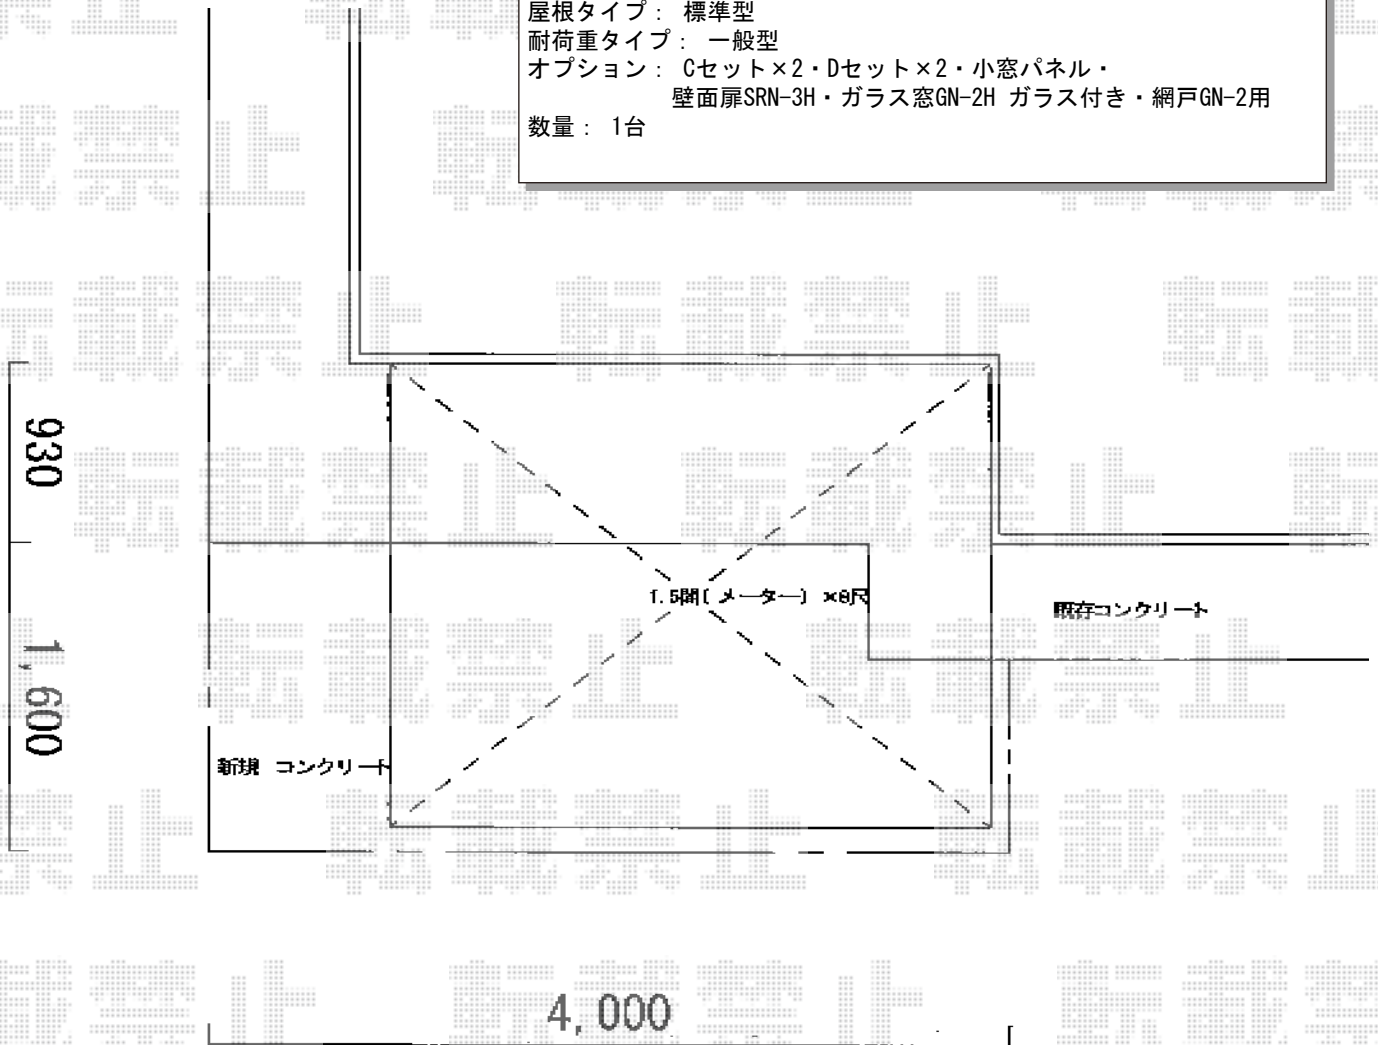 屋根タイプ： 標準型
耐荷重タイプ： 一般型
オプション： Cセット×2・Dセット×2・小窓パネル・
壁面扉SRN-3H・ガラス窓GN-2H ガラス付き・網戸GN-2用
数量： 1台
930
1.5間(メーター) ×8尺
既存コンクリート
1,600
新規 コンクリート
4,000
転載禁止